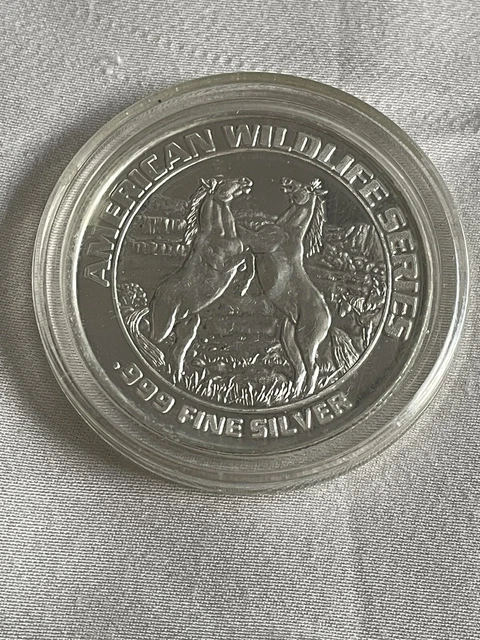 AMERICAN WILDLIFE SERIES
.999 FINE SILVER